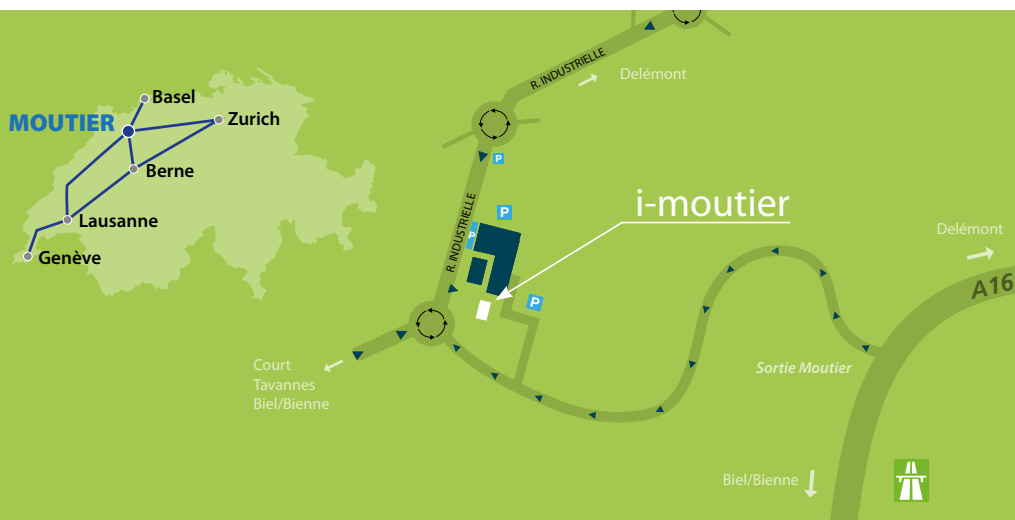 Basel
MOUTIER
Zurich
Berne
Lausanne
Genève
R. INDUSTRIELLE
Delémont
P
R. INDUSTRIELLE
P
P
i-moutier
P
Delémont
A16
Court
Tavannes
Biel/Bienne
Sortie Moutier
Biel/Bienne